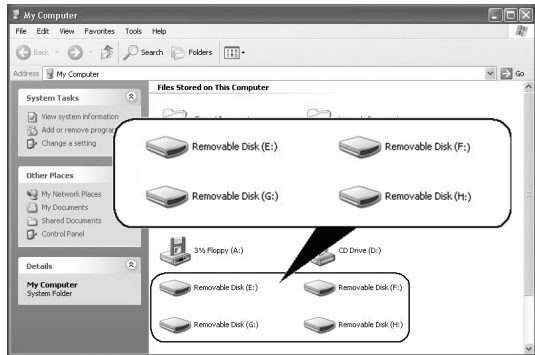 My Computer
File Edit View Favorites Tools Help
Back Search Folders
Address My Computer Go
Files Stored on This Computer
System Tasks
View system information
Add or remove program
Change a setting
Removable Disk (E:) Removable Disk (F:)
Removable Disk (G:) Removable Disk (H:)
Other Places
My Network Places
My Documents
Shared Documents
Control Panel
3½ Floppy (A:) CD Drive (D:)
Details
My Computer
System Folder
Removable Disk (E:) Removable Disk (F:)
Removable Disk (G:) Removable Disk (H:)